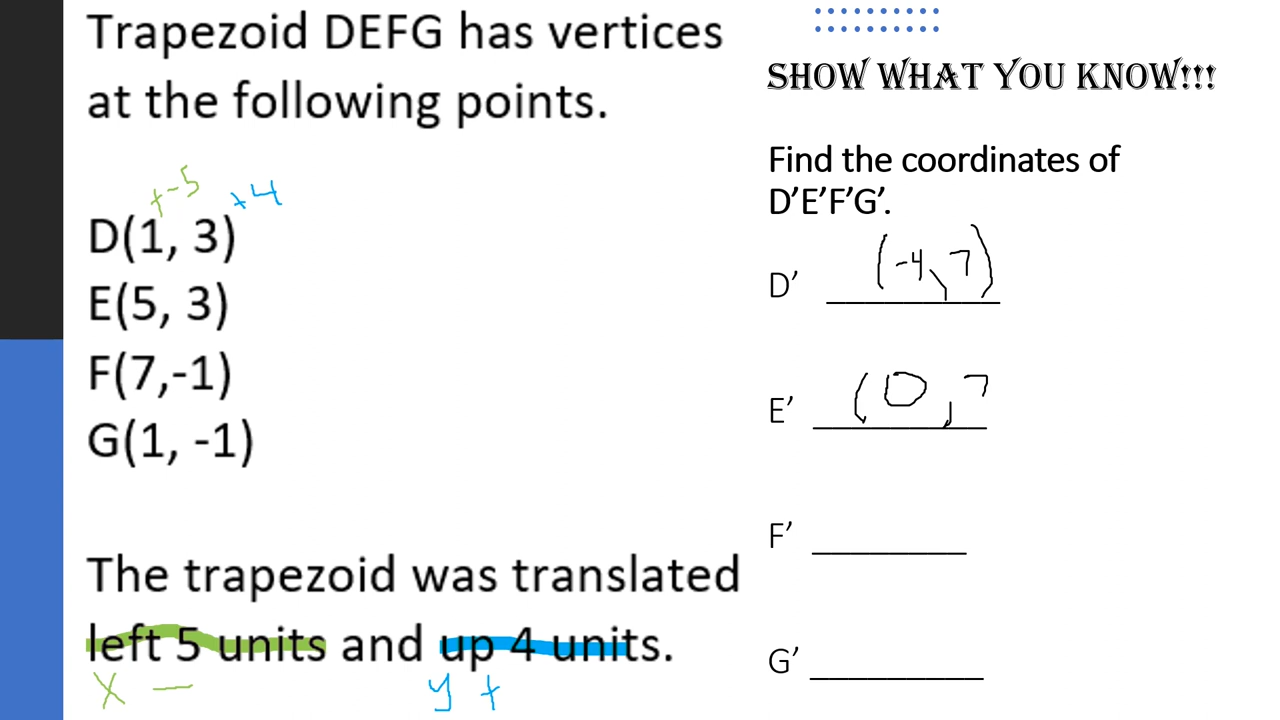 Trapezoid DEFG has vertices
at the following points.
+-5
+4
D(1, 3)
E(5, 3)
F(7,-1)
G(1, -1)
The trapezoid was translated
left 5 units and up 4 units.
X - y +
SHOW WHAT YOU KNOW!!!
Find the coordinates of
D'E'F'G'.
D' (-4,7)
E' (0,7
F'
G'